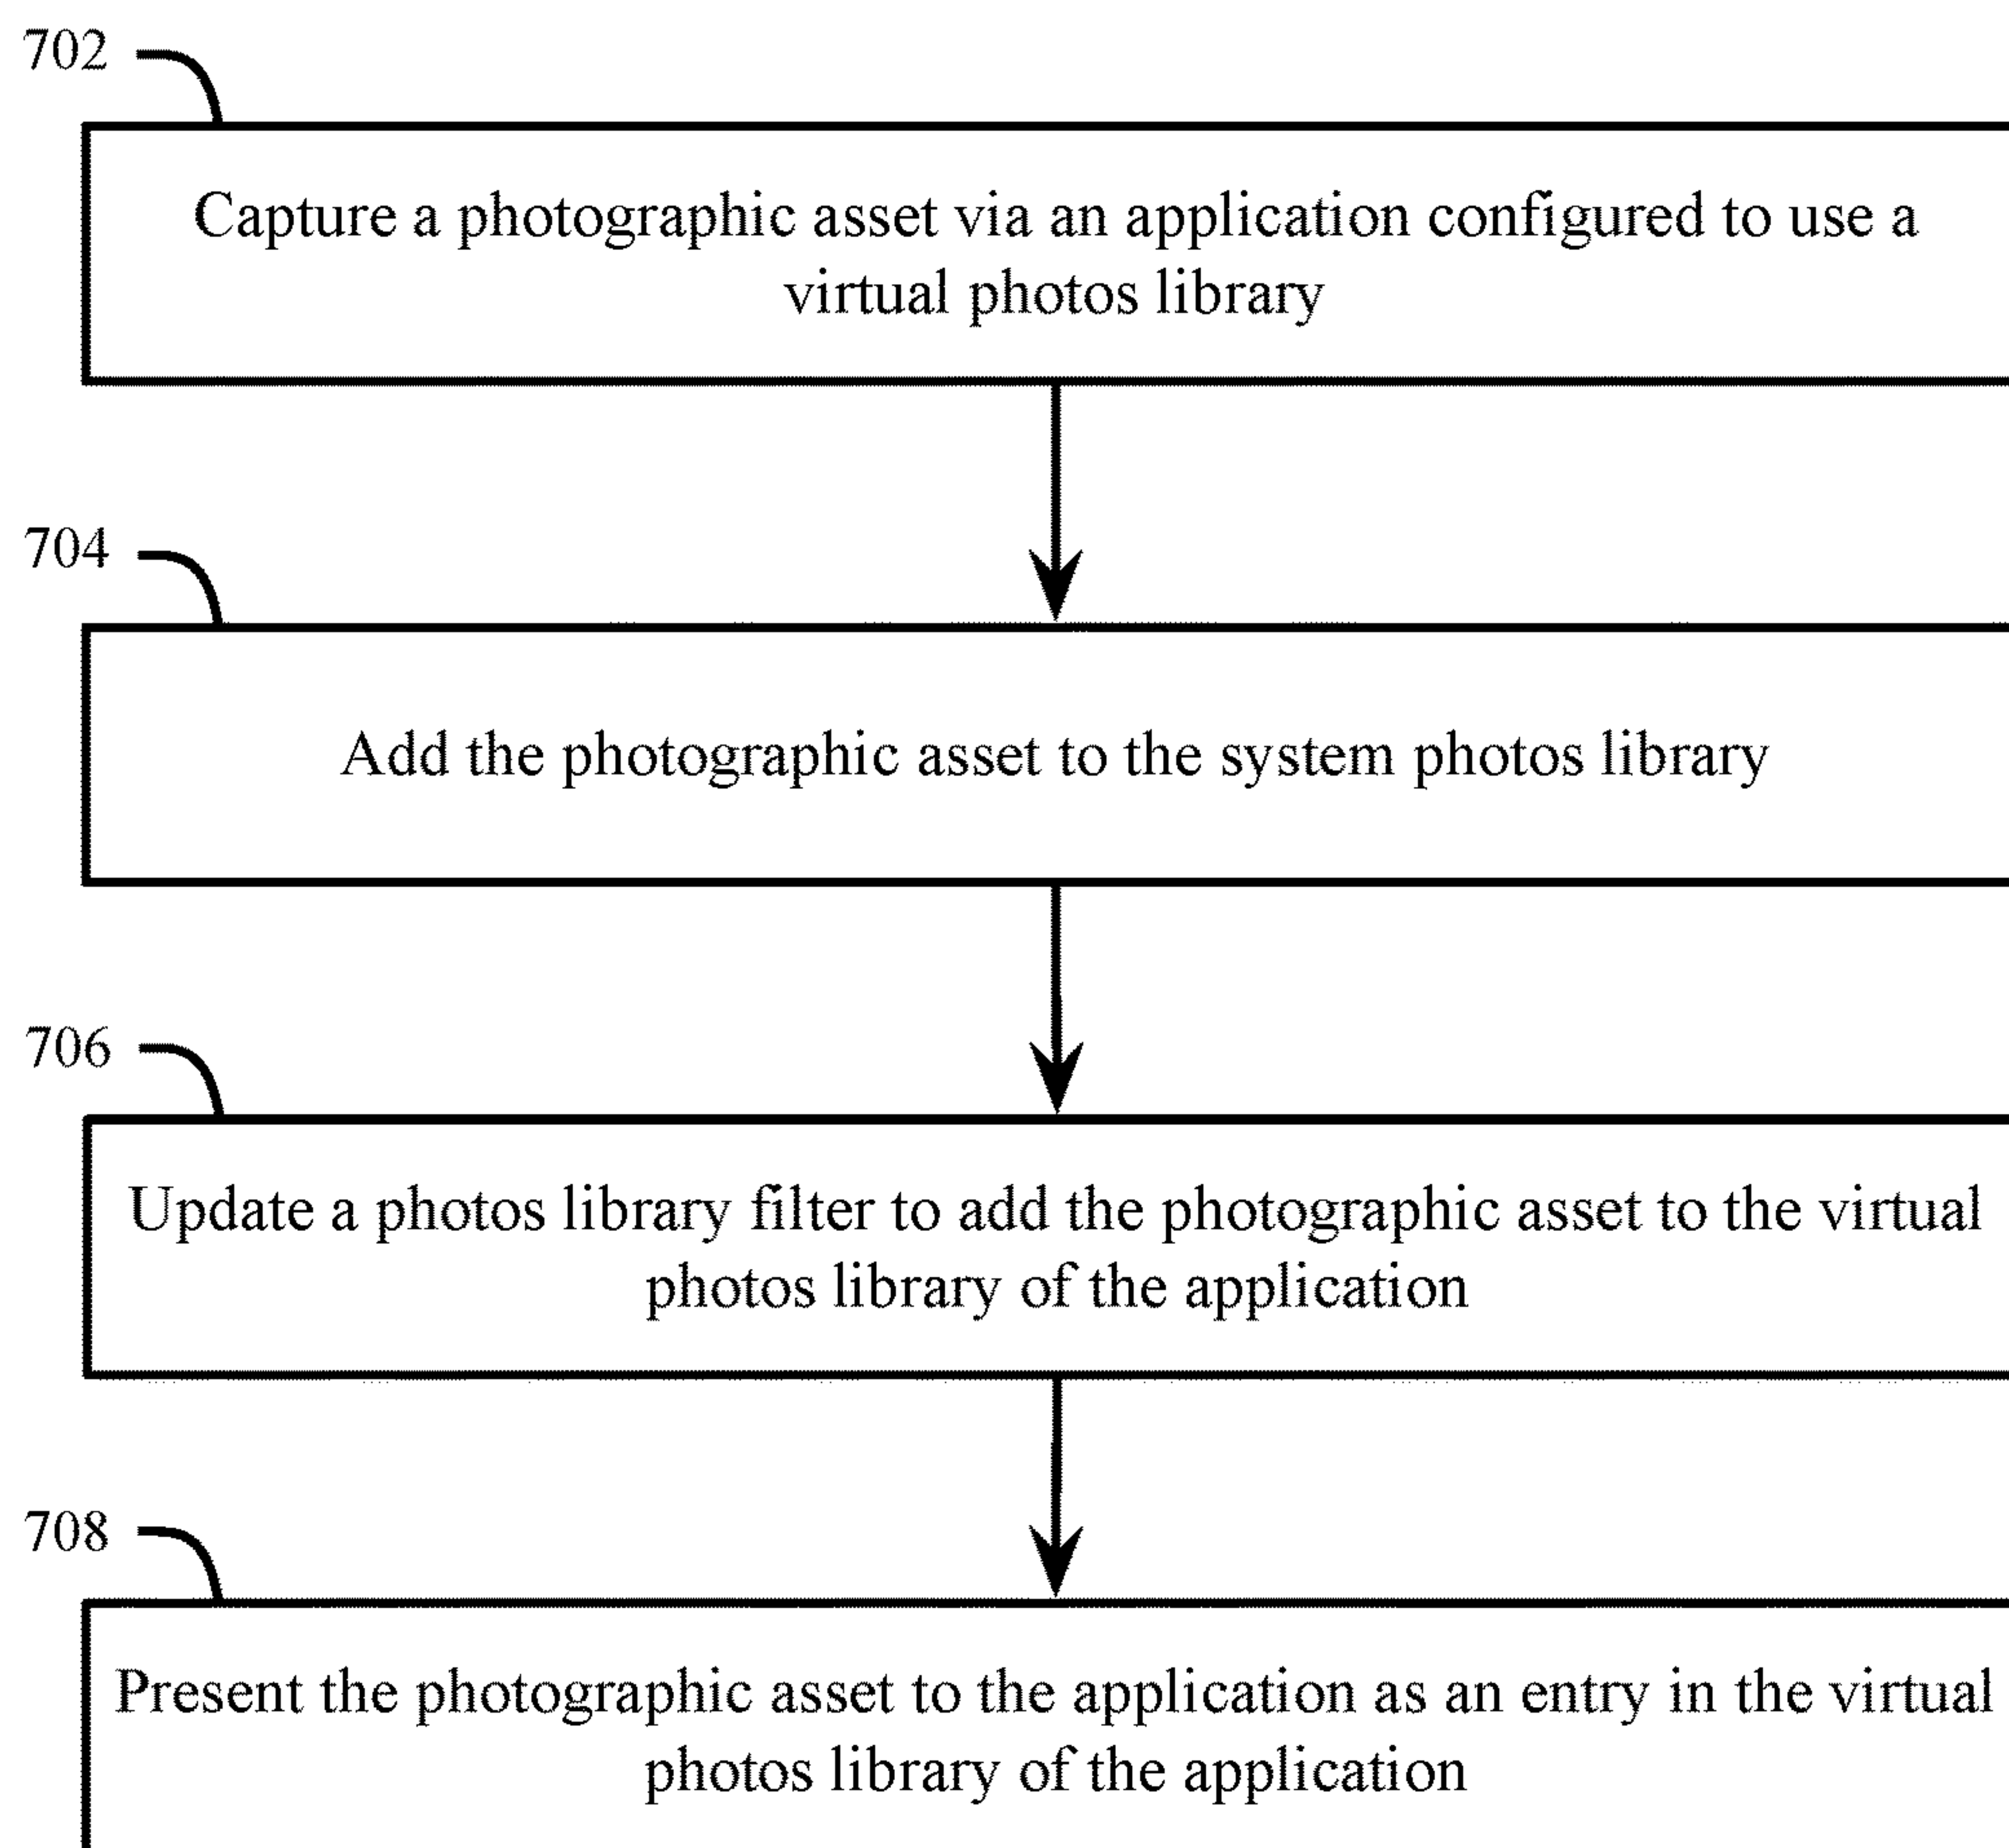 702
Capture a photographic asset via an application configured to use a
virtual photos library
704
Add the photographic asset to the system photos library
706
Update a photos library filter to add the photographic asset to the virtual
photos library of the application
708
Present the photographic asset to the application as an entry in the virtual
photos library of the application